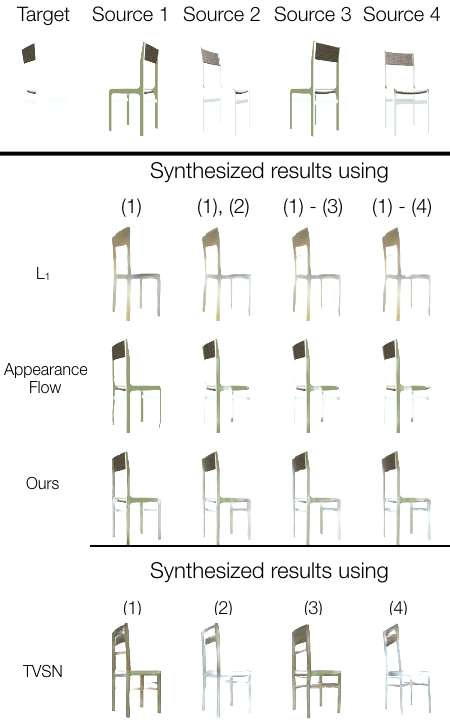 Target Source 1 Source 2 Source 3 Source 4
Synthesized results using
(1) (1), (2) (1) - (3) (1) - (4)
L₁
Appearance
Flow
Ours
Synthesized results using
(1) (2) (3) (4)
TVSN